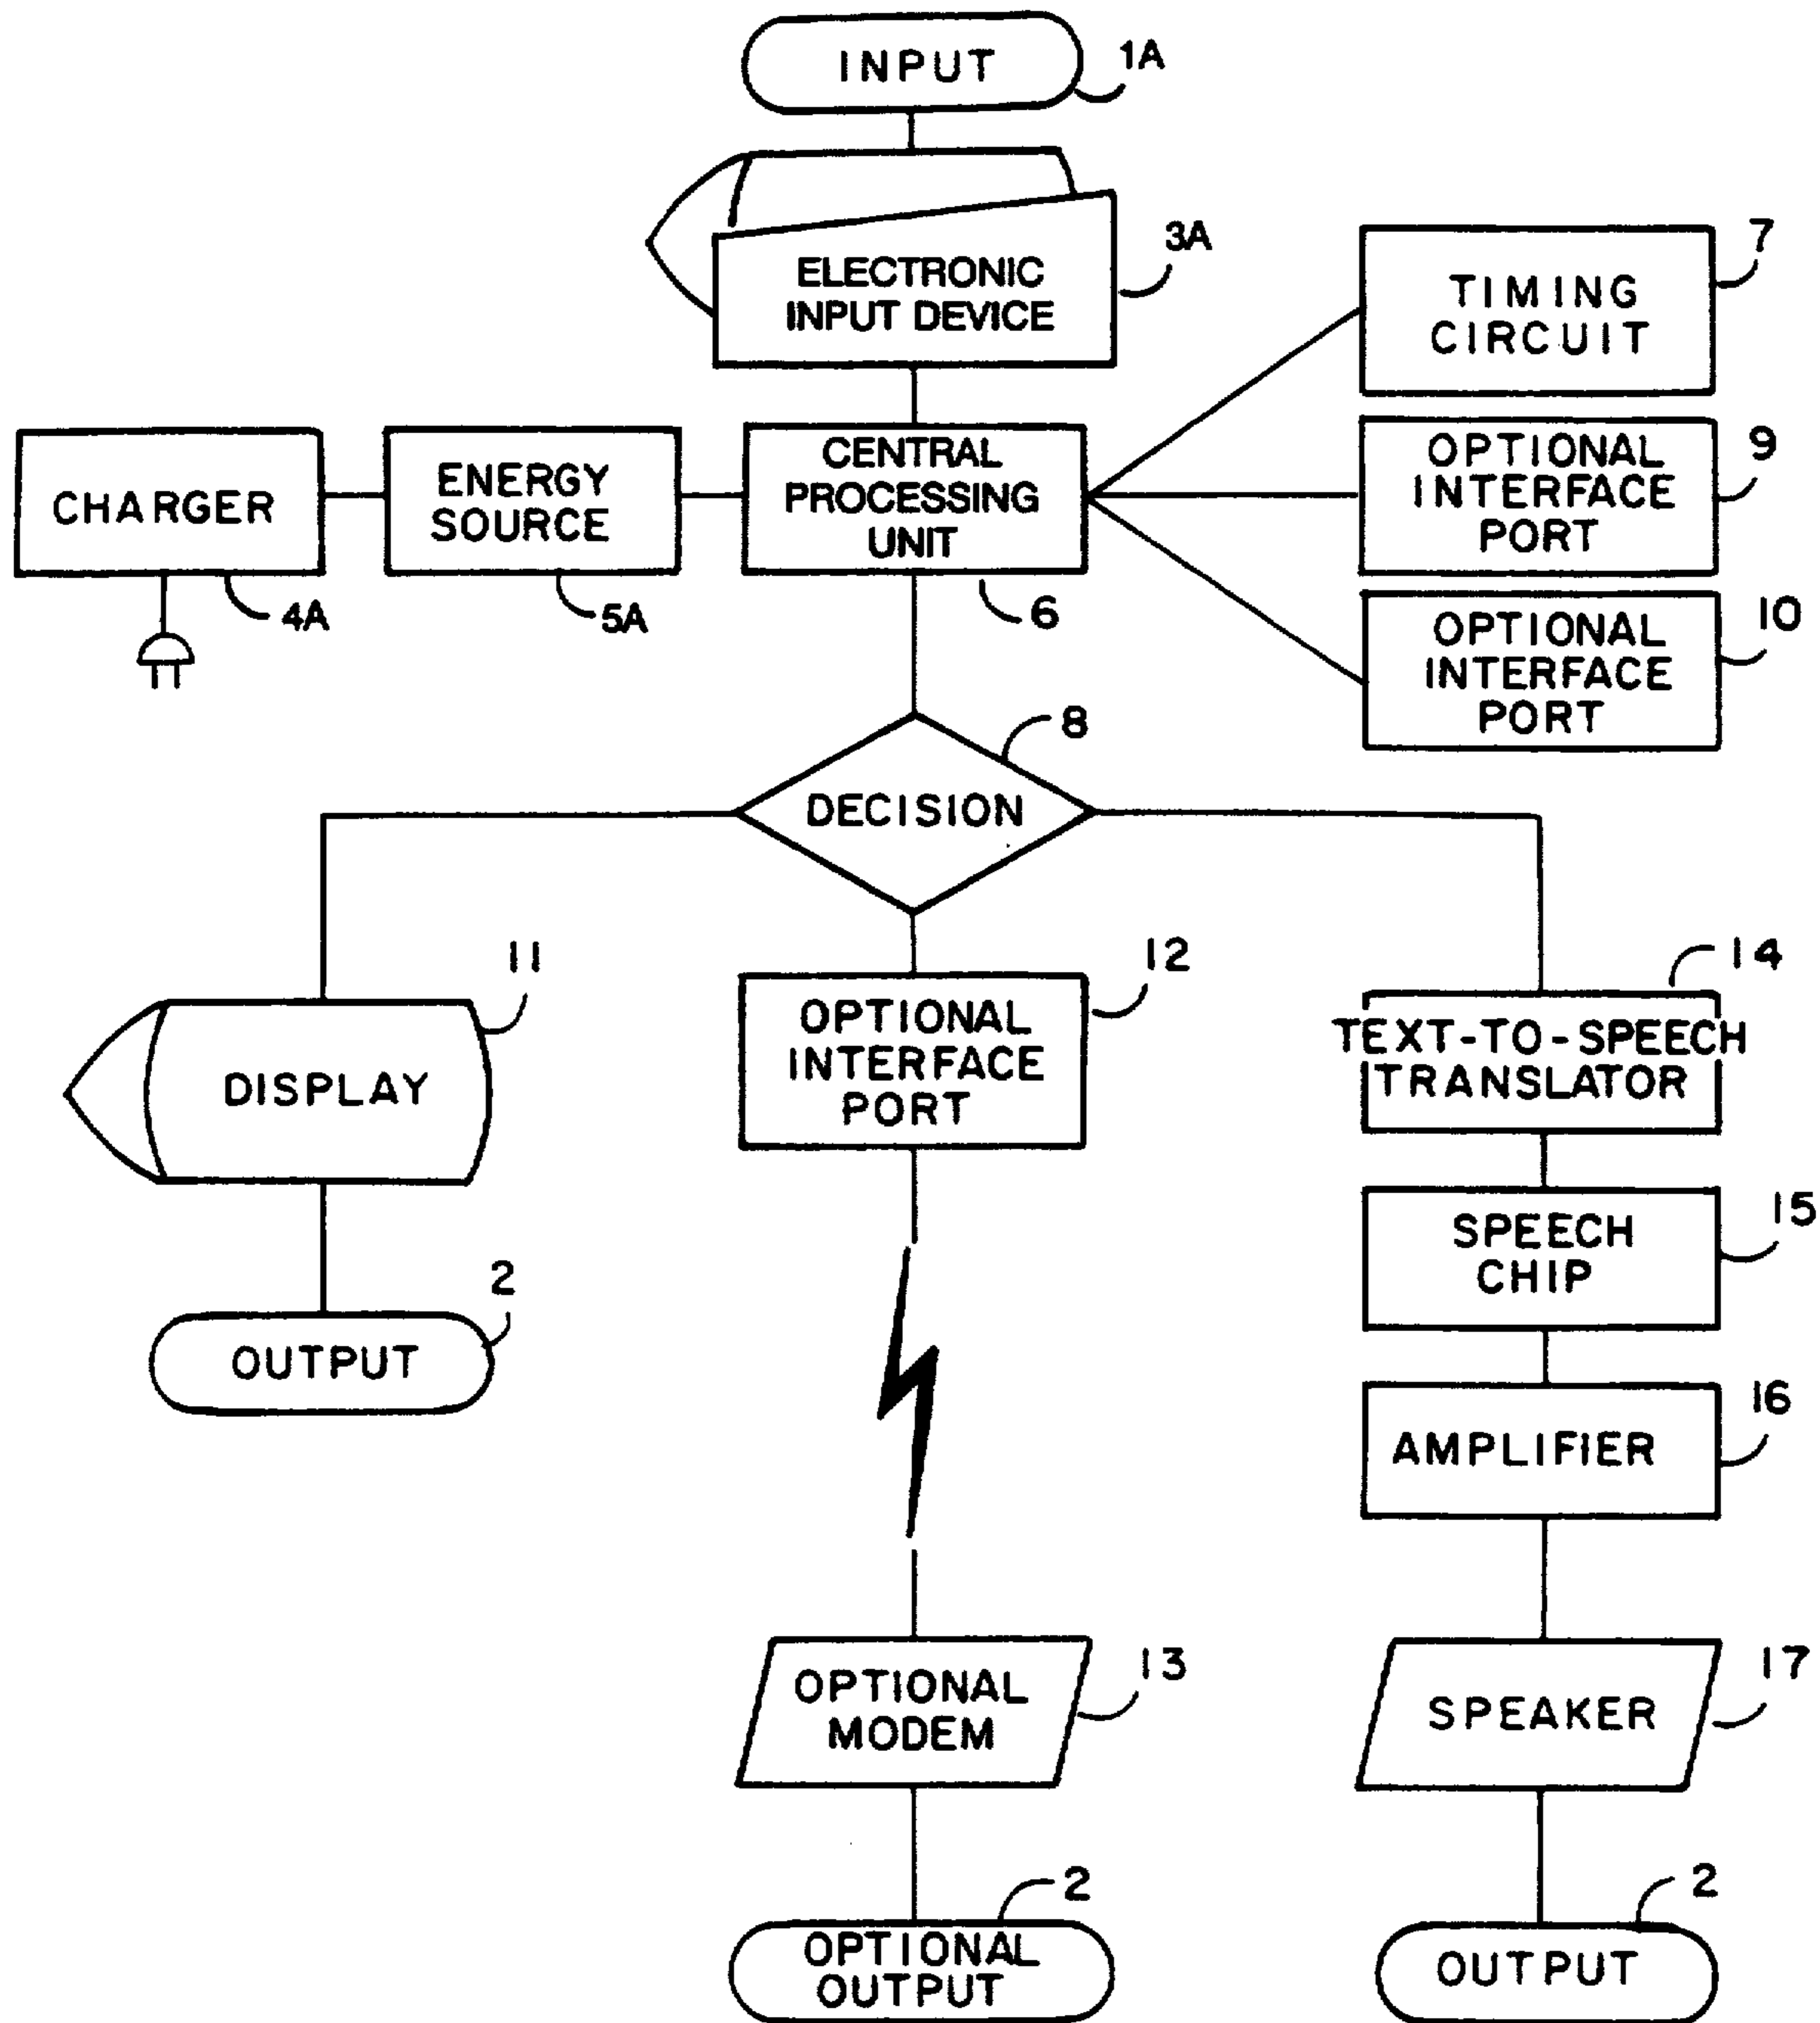 INPUT
1A
ELECTRONIC
INPUT DEVICE
3A
TIMING
CIRCUIT
7
CHARGER
4A
ENERGY
SOURCE
5A
CENTRAL
PROCESSING
UNIT
6
OPTIONAL
INTERFACE
PORT
9
OPTIONAL
INTERFACE
PORT
10
DECISION
8
DISPLAY
11
OPTIONAL
INTERFACE
PORT
12
TEXT-TO-SPEECH
TRANSLATOR
14
SPEECH
CHIP
15
OUTPUT
2
AMPLIFIER
16
OPTIONAL
MODEM
13
SPEAKER
17
OPTIONAL
OUTPUT
2
OUTPUT
2